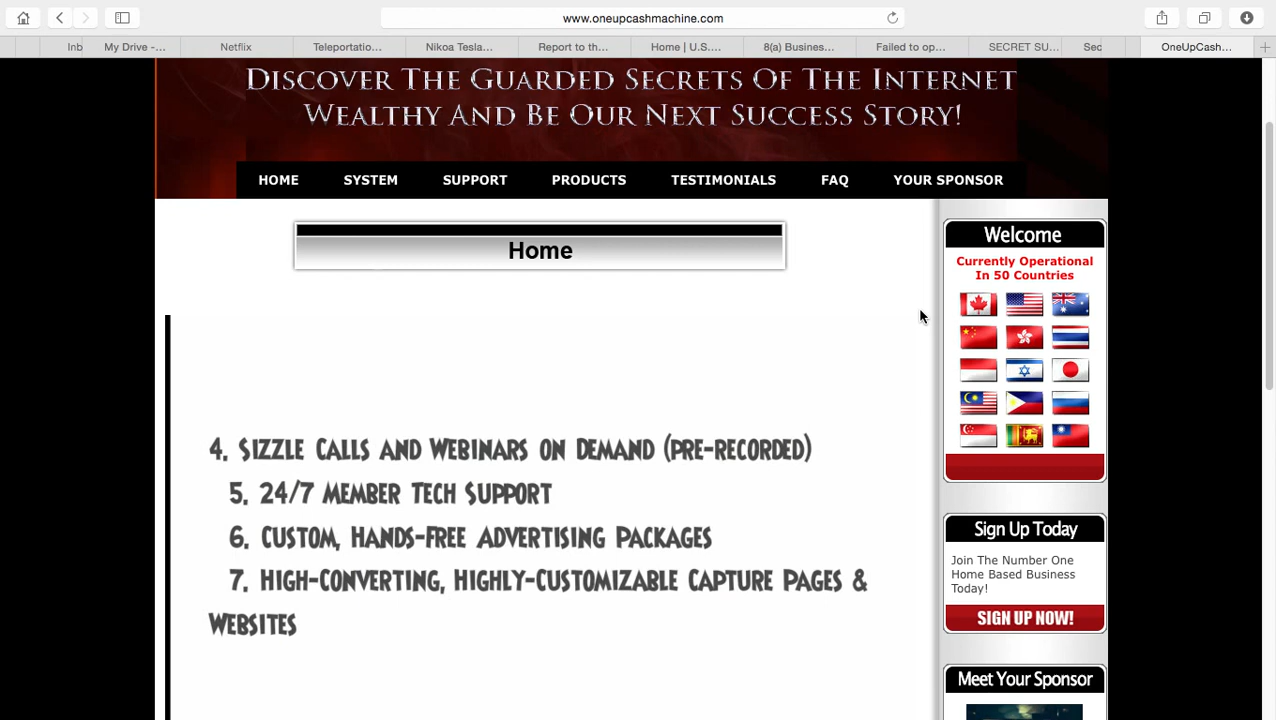 www.oneupcashmachine.com
Inb
My Drive -...
Netflix
Teleportatio...
Nikoa Tesla...
Report to th...
Home | U.S....
8(a) Busines...
Failed to op...
SECRET SU...
Sec
OneUpCash...
Discover The Guarded Secrets Of The Internet
Wealthy And Be Our Next Success Story!
HOME
SYSTEM
SUPPORT
PRODUCTS
TESTIMONIALS
FAQ
YOUR SPONSOR
Home
4. Sizzle Calls and Webinars on Demand (pre-recorded)
5. 24/7 Member Tech Support
6. Custom, Hands-Free Advertising Packages
7. High-Converting, Highly-Customizable Capture Pages &
Websites
Welcome
Currently Operational
In 50 Countries
Sign Up Today
Join The Number One
Home Based Business
Today!
SIGN UP NOW!
Meet Your Sponsor